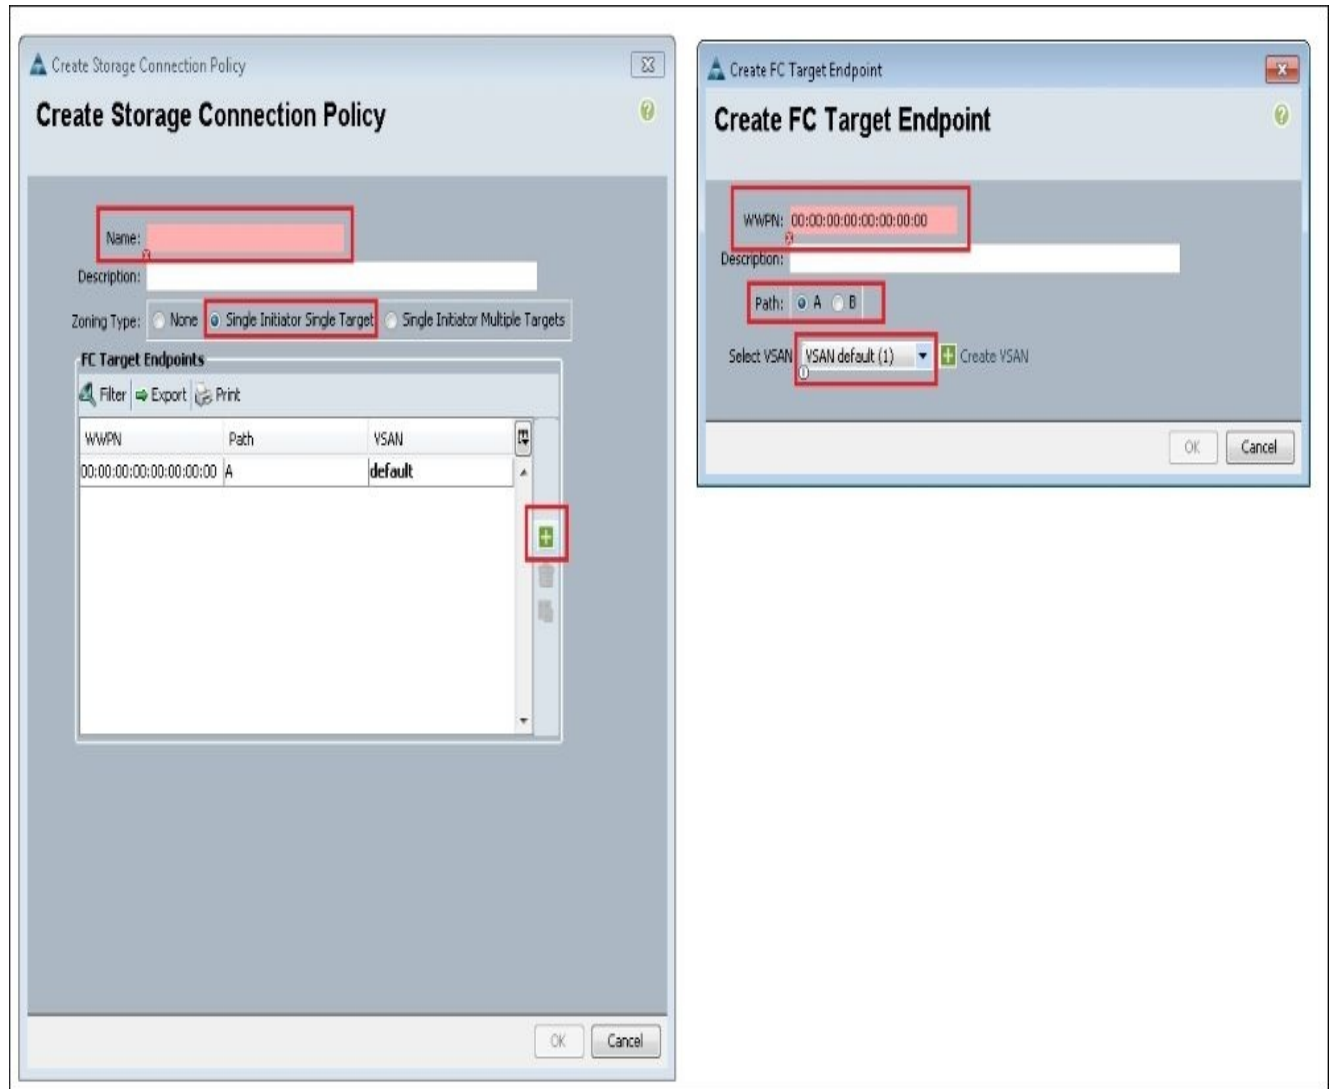 Create Storage Connection Policy
Create Storage Connection Policy
Name:
Description:
Zoning Type: None Single Initiator Single Target Single Initiator Multiple Targets
FC Target Endpoints
Filter Export Print
WWPN Path VSAN
00:00:00:00:00:00:00:00 A default
OK Cancel
Create FC Target Endpoint
Create FC Target Endpoint
WWPN: 00:00:00:00:00:00:00:00
Description:
Path: A B
Select VSAN VSAN default (1) Create VSAN
OK Cancel